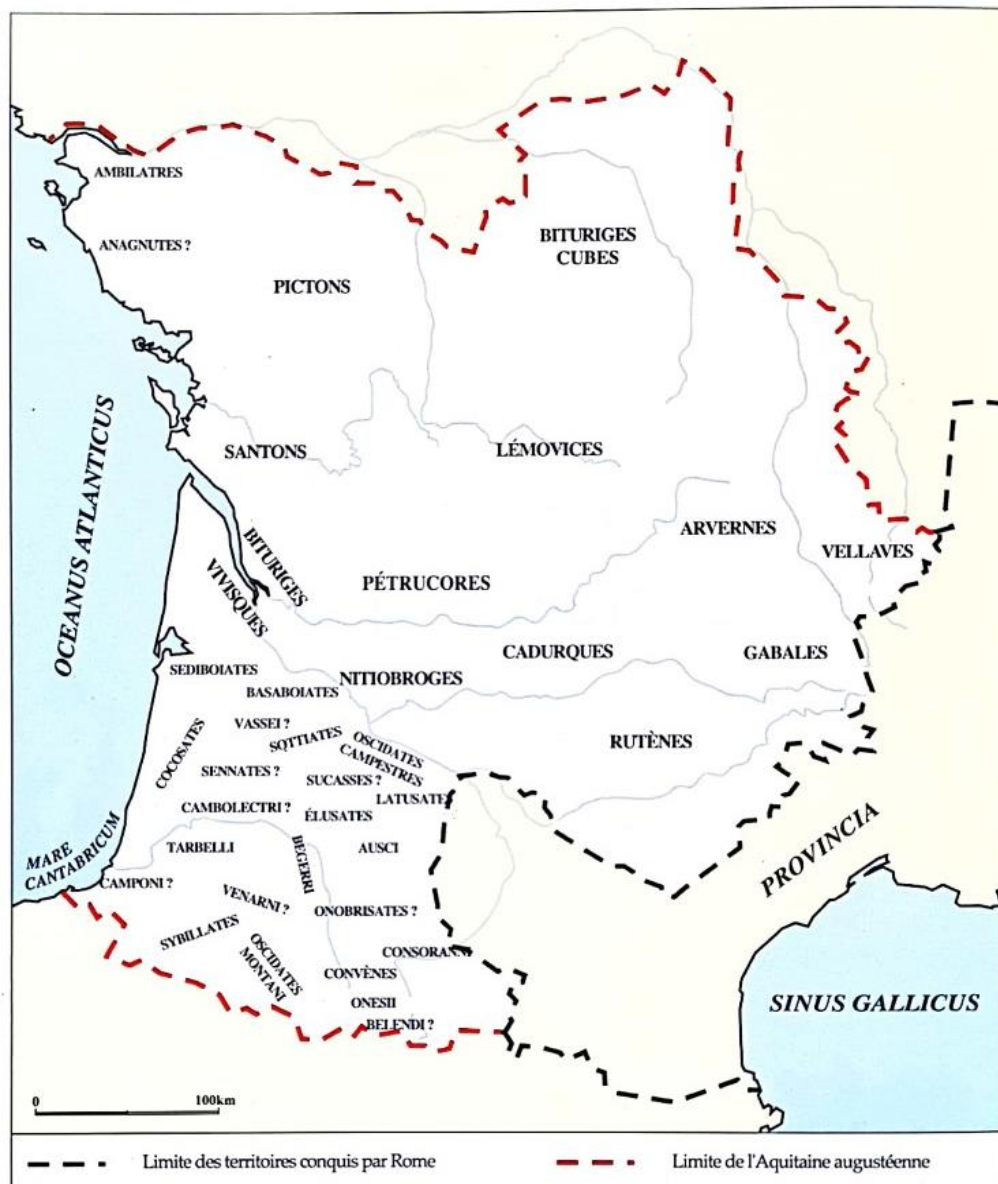 AMBILATRES
ANAGNUTES ?
PICTONS
BITURIGES
CUBES
OCEANUS ATLANTICUS
SANTONS
LÉMOVICES
ARVERNES
VELLAVES
BITURIGES
VIVISQUES
PÉTRUCORES
CADURQUES
GABALES
SEDIBOIATES
NITIOBROGES
BASABOIATES
VASSEI ?
RUTÈNES
COCOSATES
SOTTIATES
OSCIDATES
CAMPESTRES
SENNATES ?
SUCASSES ?
LATUSATES
CAMBOLECTRI ?
ÉLUSATES
MARE
CANTABRICUM
TARBELLI
BEGERRI
AUSCI
PROVINCIA
CAMPONI ?
VENARNI ?
ONOBRISATES ?
SYBILLATES
OSCIDATES
MONTANI
CONSORANNI
CONVÈNES
ONESII
BELENDI ?
SINUS GALLICUS
0 100km
Limite des territoires conquis par Rome
Limite de l'Aquitaine augustéenne